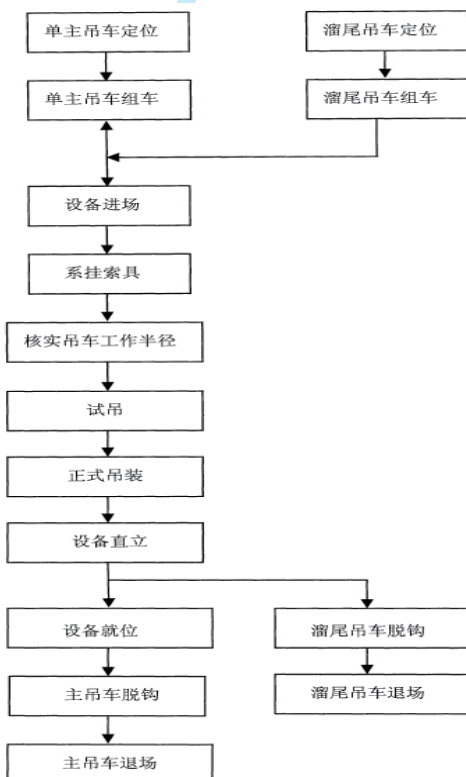 单主吊车定位
溜尾吊车定位
单主吊车组车
溜尾吊车组车
设备进场
系挂索具
核实吊车工作半径
试吊
正式吊装
设备直立
设备就位
溜尾吊车脱钩
主吊车脱钩
溜尾吊车退场
主吊车退场